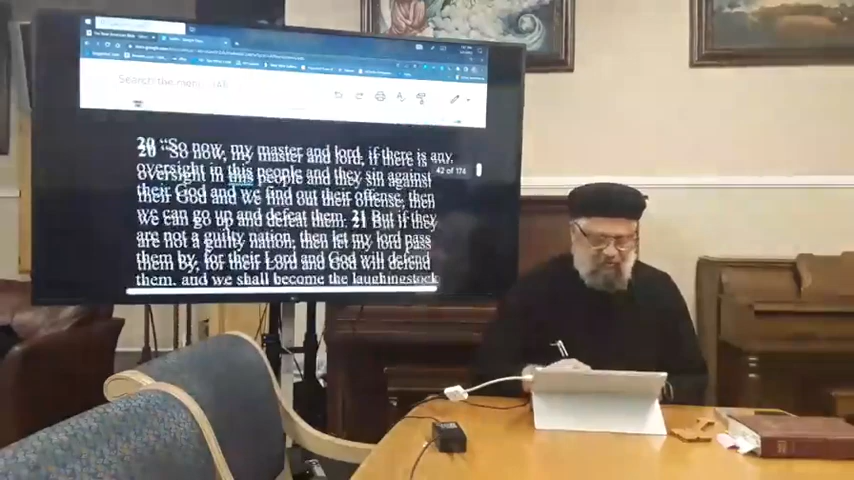 Search the menu
42 of 174
20 "So now, my master and lord, if there is any
oversight in this people and they sin against
their God and we find out their offense, then
we can go up and defeat them. 21 But if they
are not a guilty nation, then let my lord pass
them by, for their Lord and God will defend
them, and we shall become the laughingstock